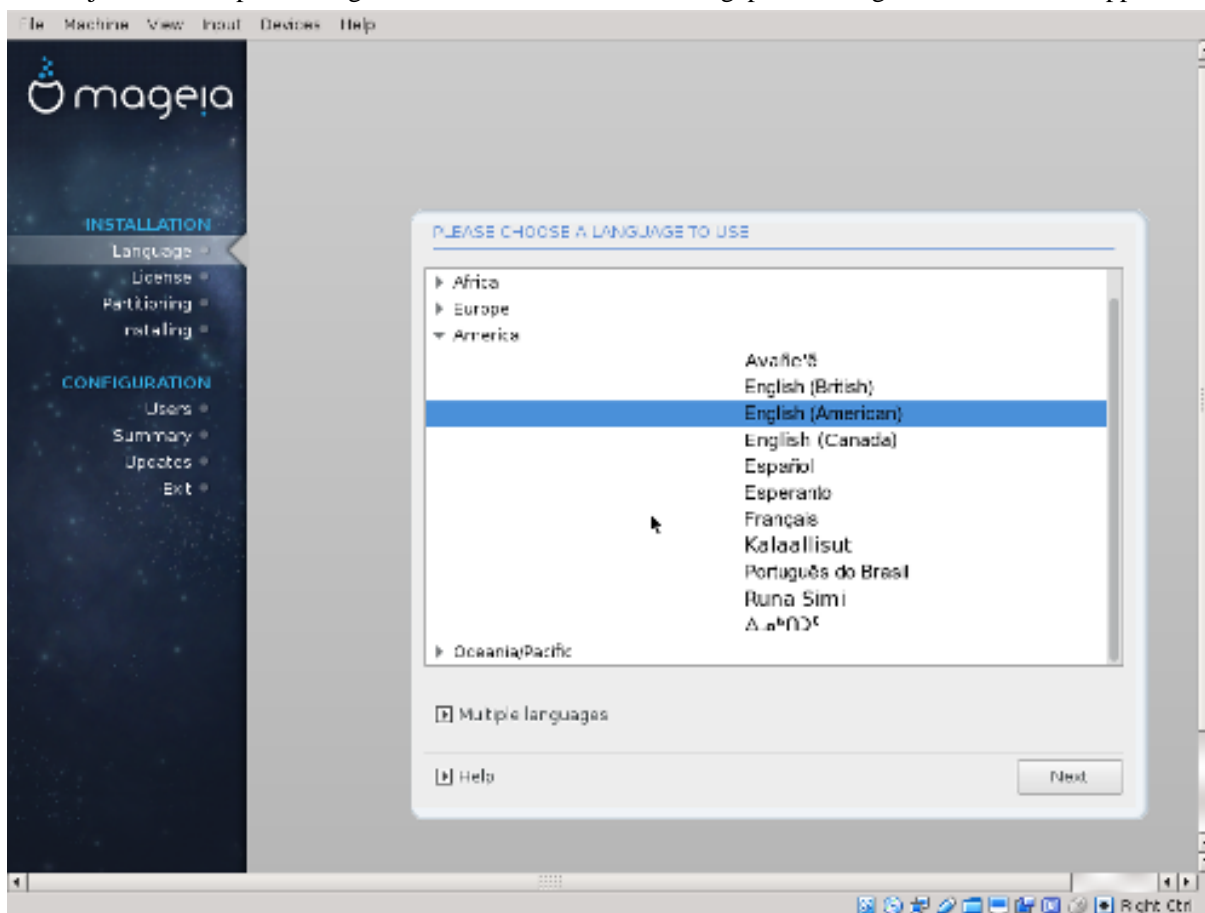 File Machine View Input Devices Help
mageia
INSTALLATION
Language
License
Partitioning
Installing
CONFIGURATION
Users
Summary
Updates
Exit
PLEASE CHOOSE A LANGUAGE TO USE
Africa
Europe
America
Avañe'ẽ
English (British)
English (American)
English (Canada)
Español
Esperanto
Français
Kalaallisut
Português do Brasil
Runa Simi
Oceania/Pacific
Multiple languages
Help
Next
Right Ctrl